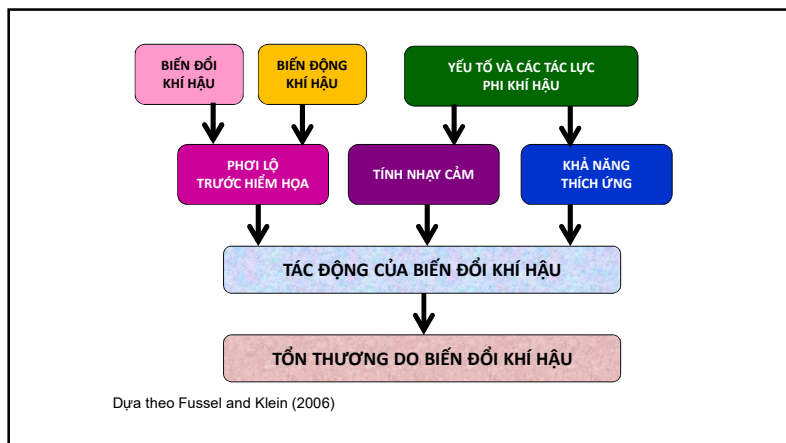 BIẾN ĐỔI
KHÍ HẬU
BIẾN ĐỘNG
KHÍ HẬU
YẾU TỐ VÀ CÁC TÁC LỰC
PHI KHÍ HẬU
PHƠI LỘ
TRƯỚC HIỂM HỌA
TÍNH NHẠY CẢM
KHẢ NĂNG
THÍCH ỨNG
TÁC ĐỘNG CỦA BIẾN ĐỔI KHÍ HẬU
TỔN THƯƠNG DO BIẾN ĐỔI KHÍ HẬU
Dựa theo Fussel and Klein (2006)